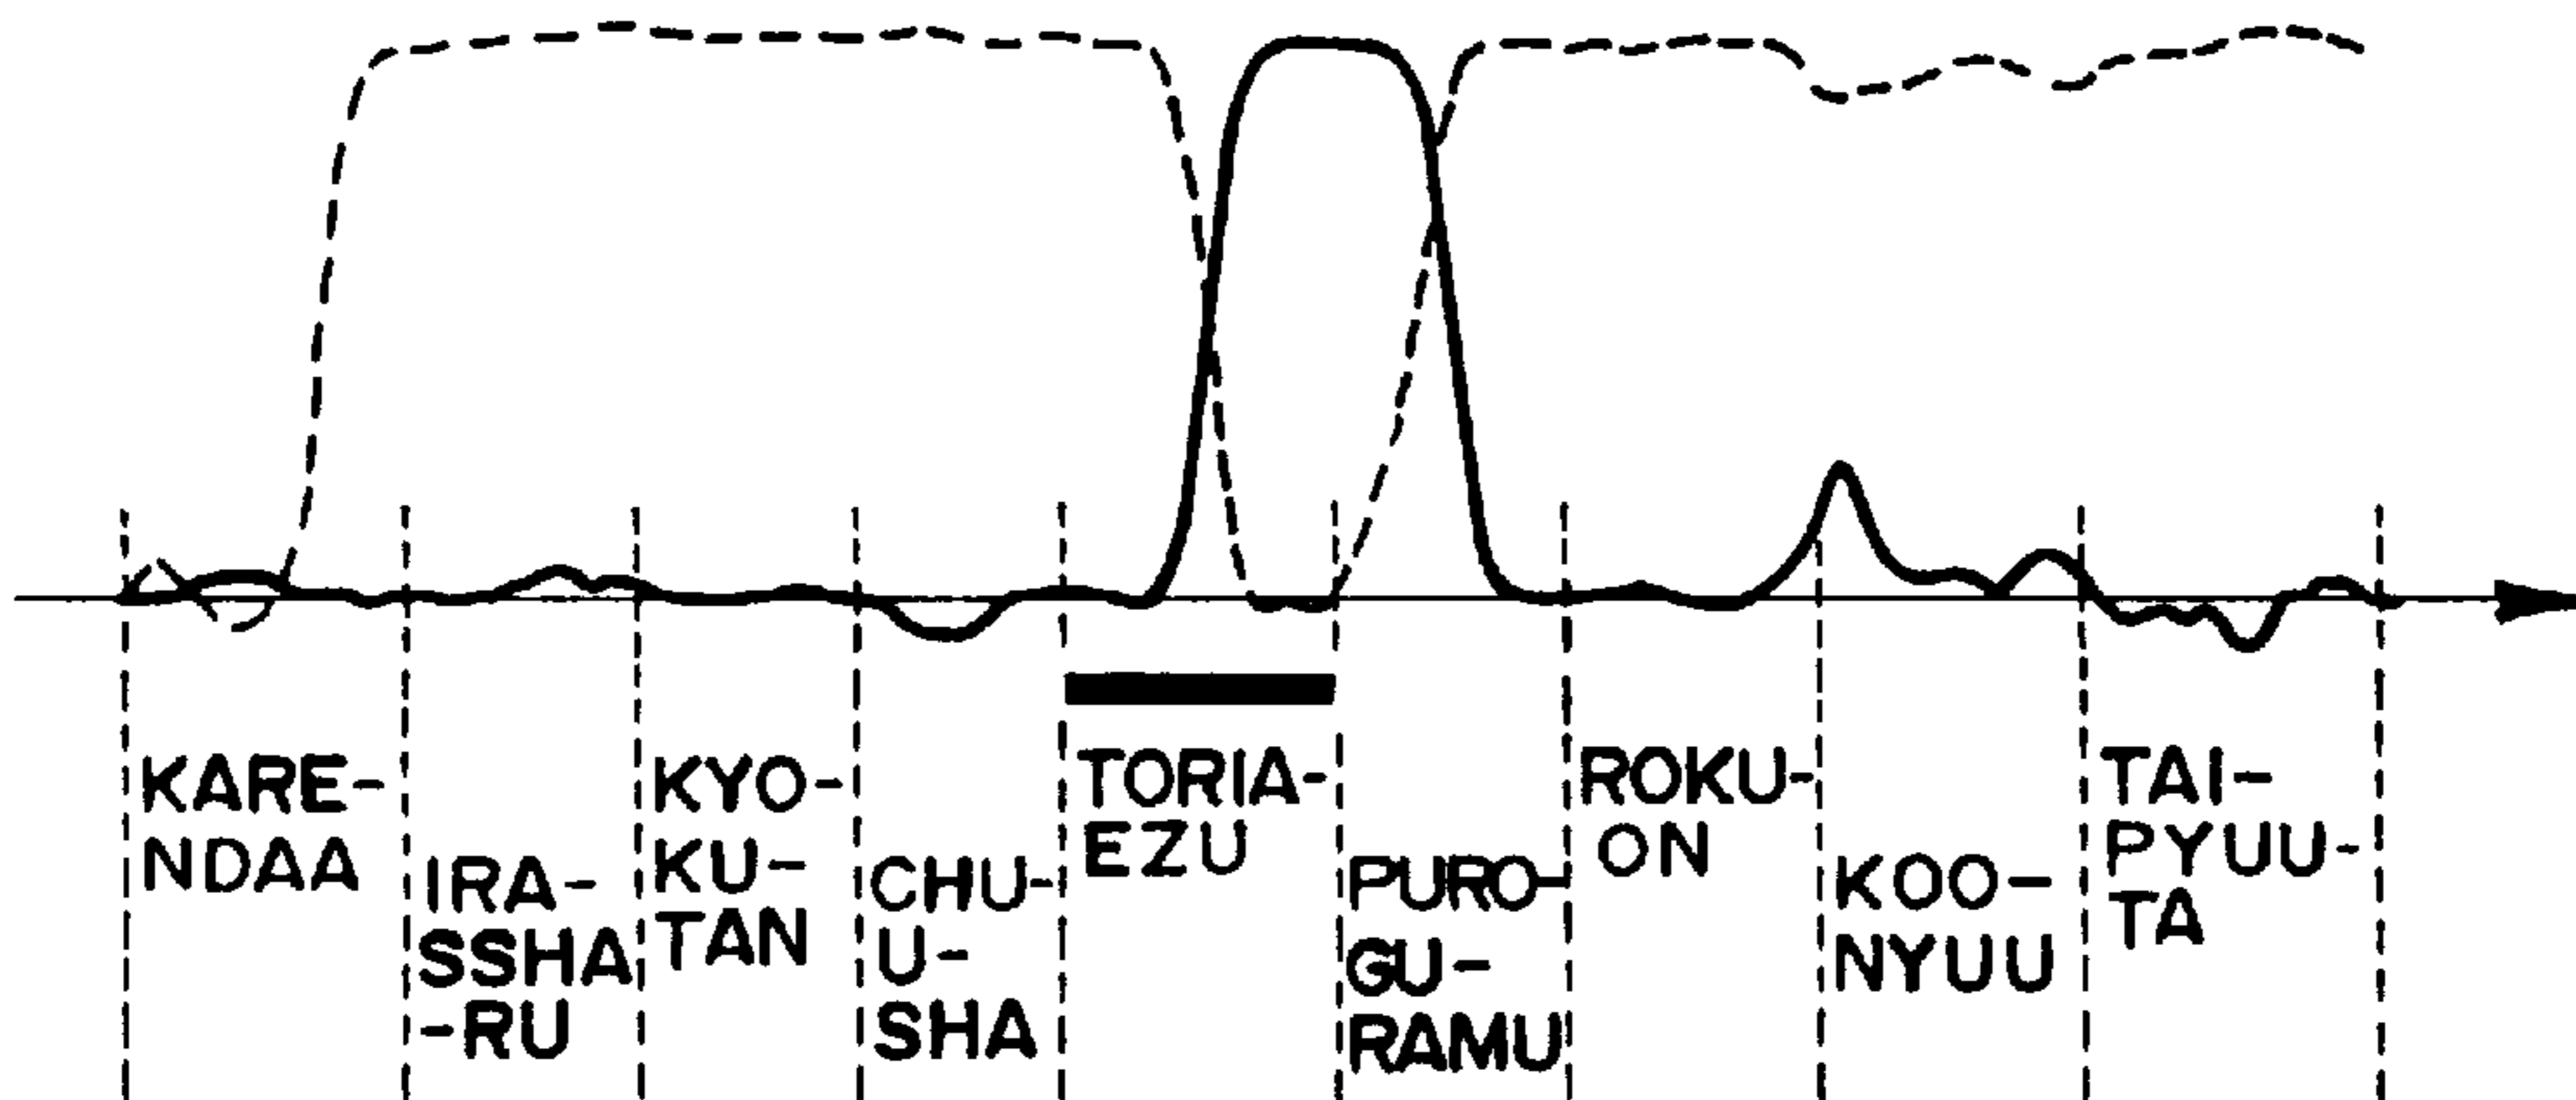 KARE-
NDAA
IRA-
SSHA
-RU
KYO-
KU-
TAN
CHU-
U-
SHA
TORIA-
EZU
PURO-
GU-
RAMU
ROKU-
ON
KOO-
NYUU
TAI-
PYUU-
TA